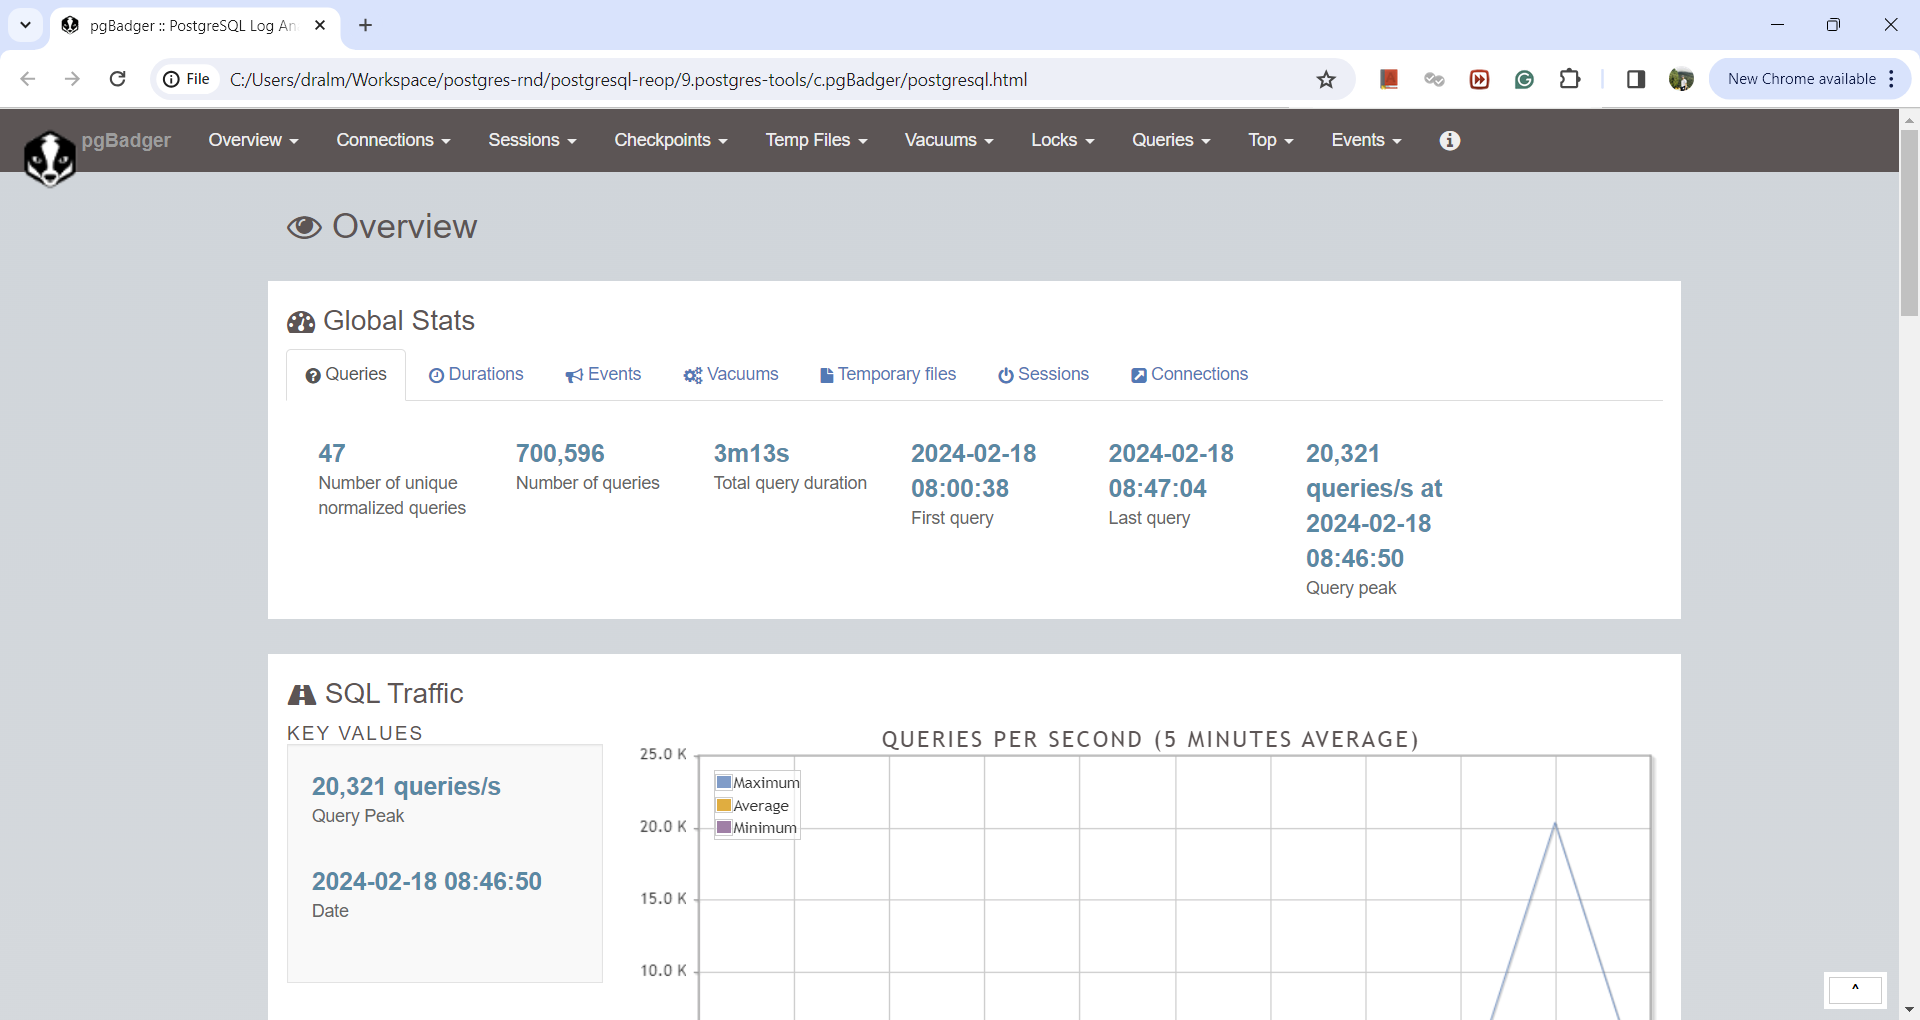 pgBadger :: PostgreSQL Log An
File
C:/Users/dralm/Workspace/postgres-rnd/postgresql-reop/9.postgres-tools/c.pgBadger/postgresql.html
New Chrome available
pgBadger
Overview
Connections
Sessions
Checkpoints
Temp Files
Vacuums
Locks
Queries
Top
Events
Overview
Global Stats
Queries
Durations
Events
Vacuums
Temporary files
Sessions
Connections
47
Number of unique
normalized queries
700,596
Number of queries
3m13s
Total query duration
2024-02-18
08:00:38
First query
2024-02-18
08:47:04
Last query
20,321
queries/s at
2024-02-18
08:46:50
Query peak
SQL Traffic
KEY VALUES
20,321 queries/s
Query Peak
2024-02-18 08:46:50
Date
QUERIES PER SECOND (5 MINUTES AVERAGE)
25.0 K
20.0 K
15.0 K
10.0 K
Maximum
Average
Minimum
^